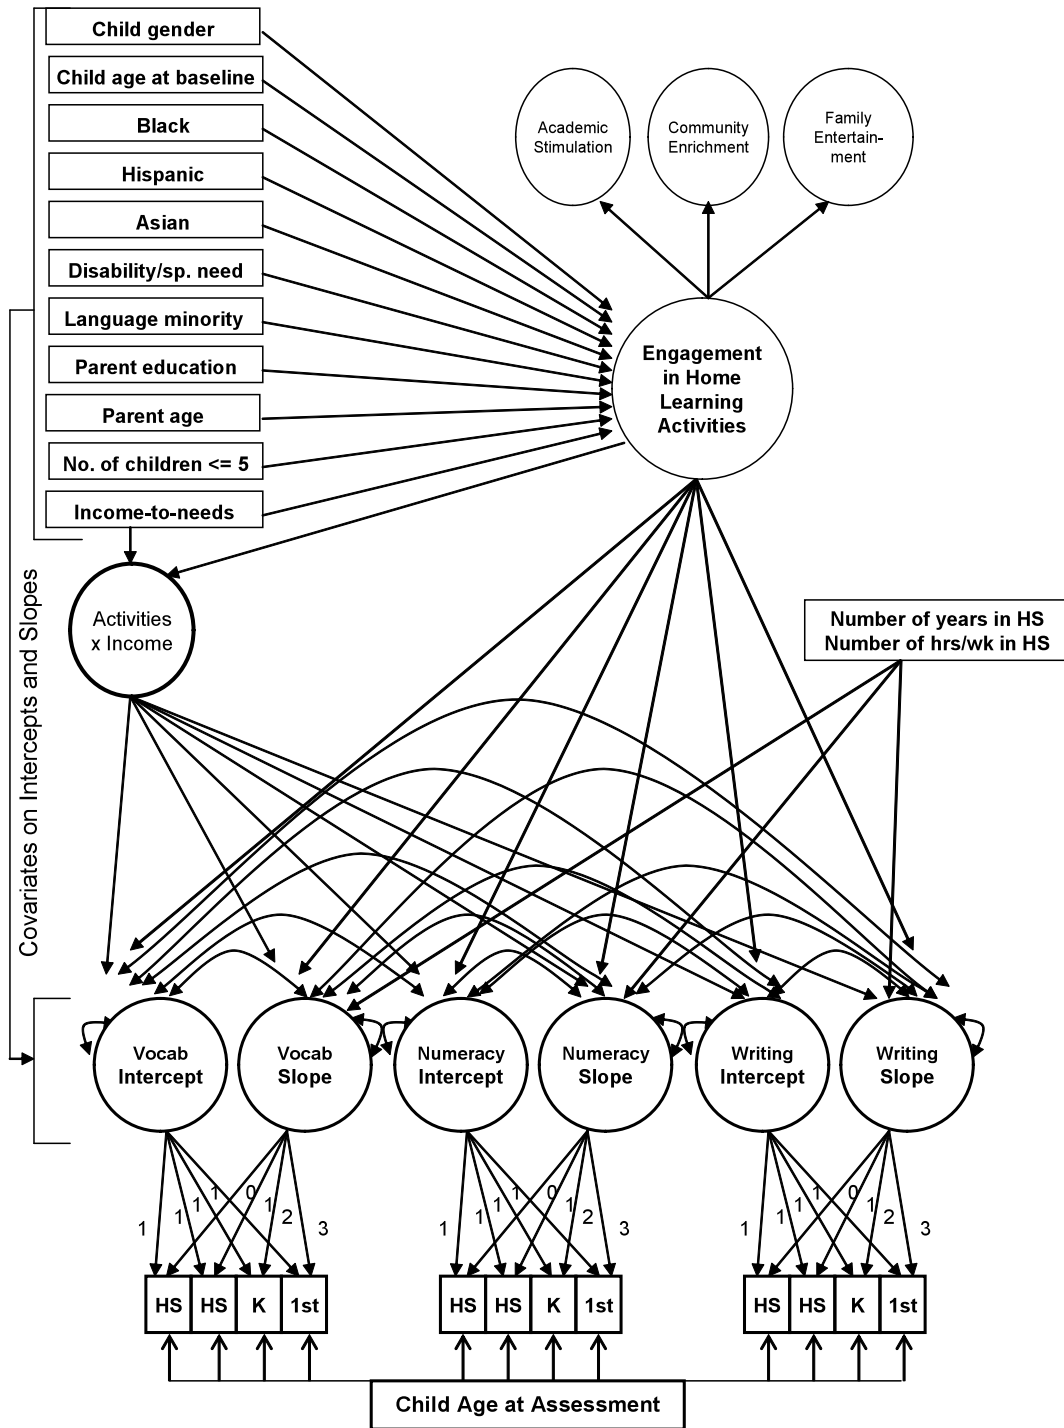 Child gender
Child age at baseline
Black
Hispanic
Asian
Disability/sp. need
Language minority
Parent education
Parent age
No. of children <= 5
Income-to-needs
Academic
Stimulation
Community
Enrichment
Family
Entertain-
ment
Engagement
in Home
Learning
Activities
Activities
x Income
Number of years in HS
Number of hrs/wk in HS
Covariates on Intercepts and Slopes
Vocab
Intercept
Vocab
Slope
Numeracy
Intercept
Numeracy
Slope
Writing
Intercept
Writing
Slope
1 1 1 1 0 1 2 3
1 1 1 1 0 1 2 3
1 1 1 1 0 1 2 3
HS HS K 1st
HS HS K 1st
HS HS K 1st
Child Age at Assessment